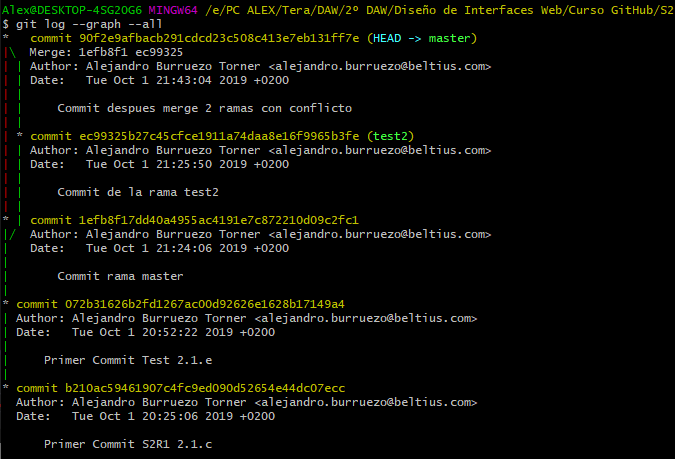 Alex@DESKTOP-4SG2OG6 MINGW64 /e/PC ALEX/Tera/DAW/2º DAW/Diseño de Interfaces Web/Curso GitHub/S2
$ git log --graph --all
*   commit 90f2e9afbacb291cdcd23c508c413e7eb131ff7e (HEAD -> master)
|\  Merge: 1efb8f1 ec99325
| | Author: Alejandro Burruezo Torner <alejandro.burruezo@beltius.com>
| | Date:   Tue Oct 1 21:43:04 2019 +0200
| |
| |     Commit despues merge 2 ramas con conflicto
| |
| * commit ec99325b27c45cfce1911a74daa8e16f9965b3fe (test2)
| | Author: Alejandro Burruezo Torner <alejandro.burruezo@beltius.com>
| | Date:   Tue Oct 1 21:25:50 2019 +0200
| |
| |     Commit de la rama test2
| |
* | commit 1efb8f17dd40a4955ac4191e7c872210d09c2fc1
|/  Author: Alejandro Burruezo Torner <alejandro.burruezo@beltius.com>
|   Date:   Tue Oct 1 21:24:06 2019 +0200
|
|       Commit rama master
|
* commit 072b31626b2fd1267ac00d92626e1628b17149a4
| Author: Alejandro Burruezo Torner <alejandro.burruezo@beltius.com>
| Date:   Tue Oct 1 20:52:22 2019 +0200
|
|     Primer Commit Test 2.1.e
|
* commit b210ac59461907c4fc9ed090d52654e44dc07ecc
  Author: Alejandro Burruezo Torner <alejandro.burruezo@beltius.com>
  Date:   Tue Oct 1 20:25:06 2019 +0200

      Primer Commit S2R1 2.1.c